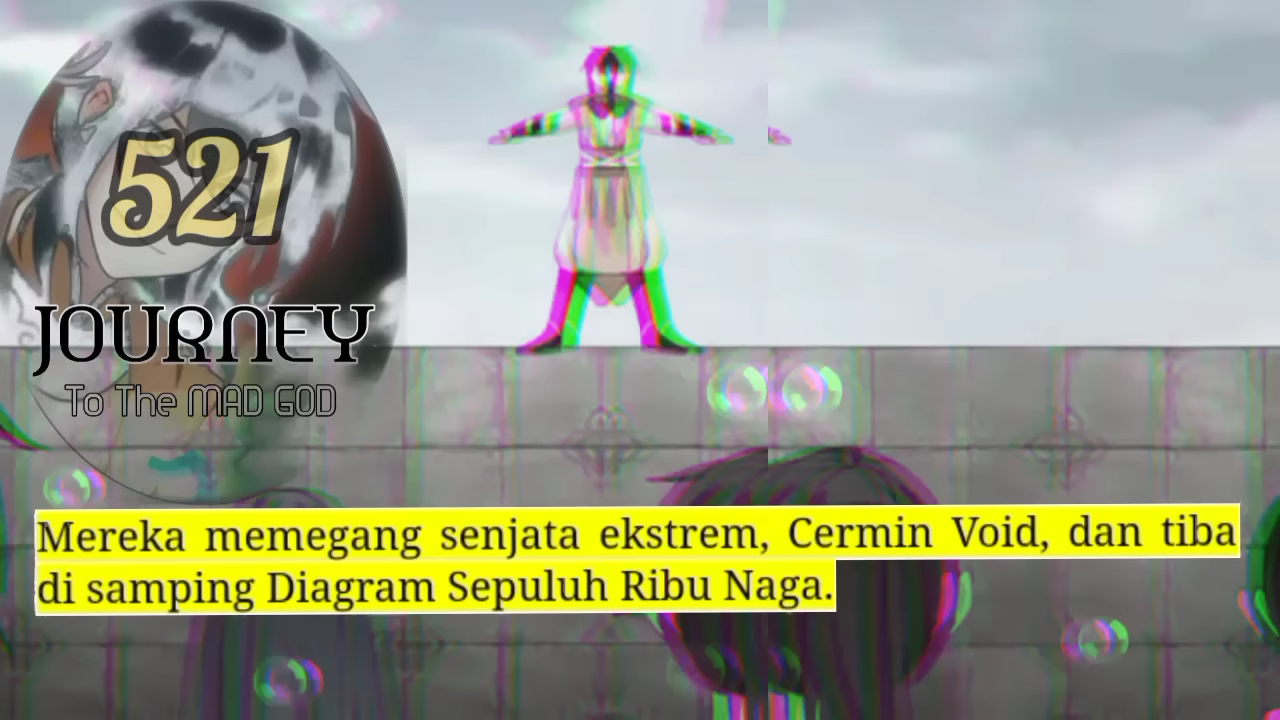 521
JOURNEY
To The MAD GOD
Mereka memegang senjata ekstrem, Cermin Void, dan tiba
di samping Diagram Sepuluh Ribu Naga.